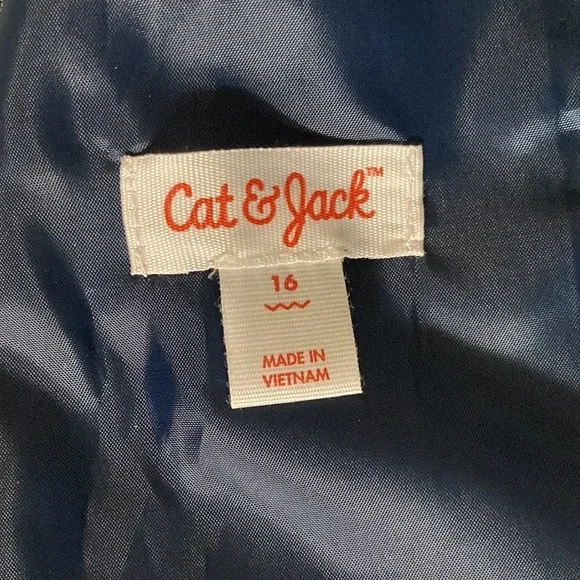 Cat & Jack™
16
MADE IN
VIETNAM